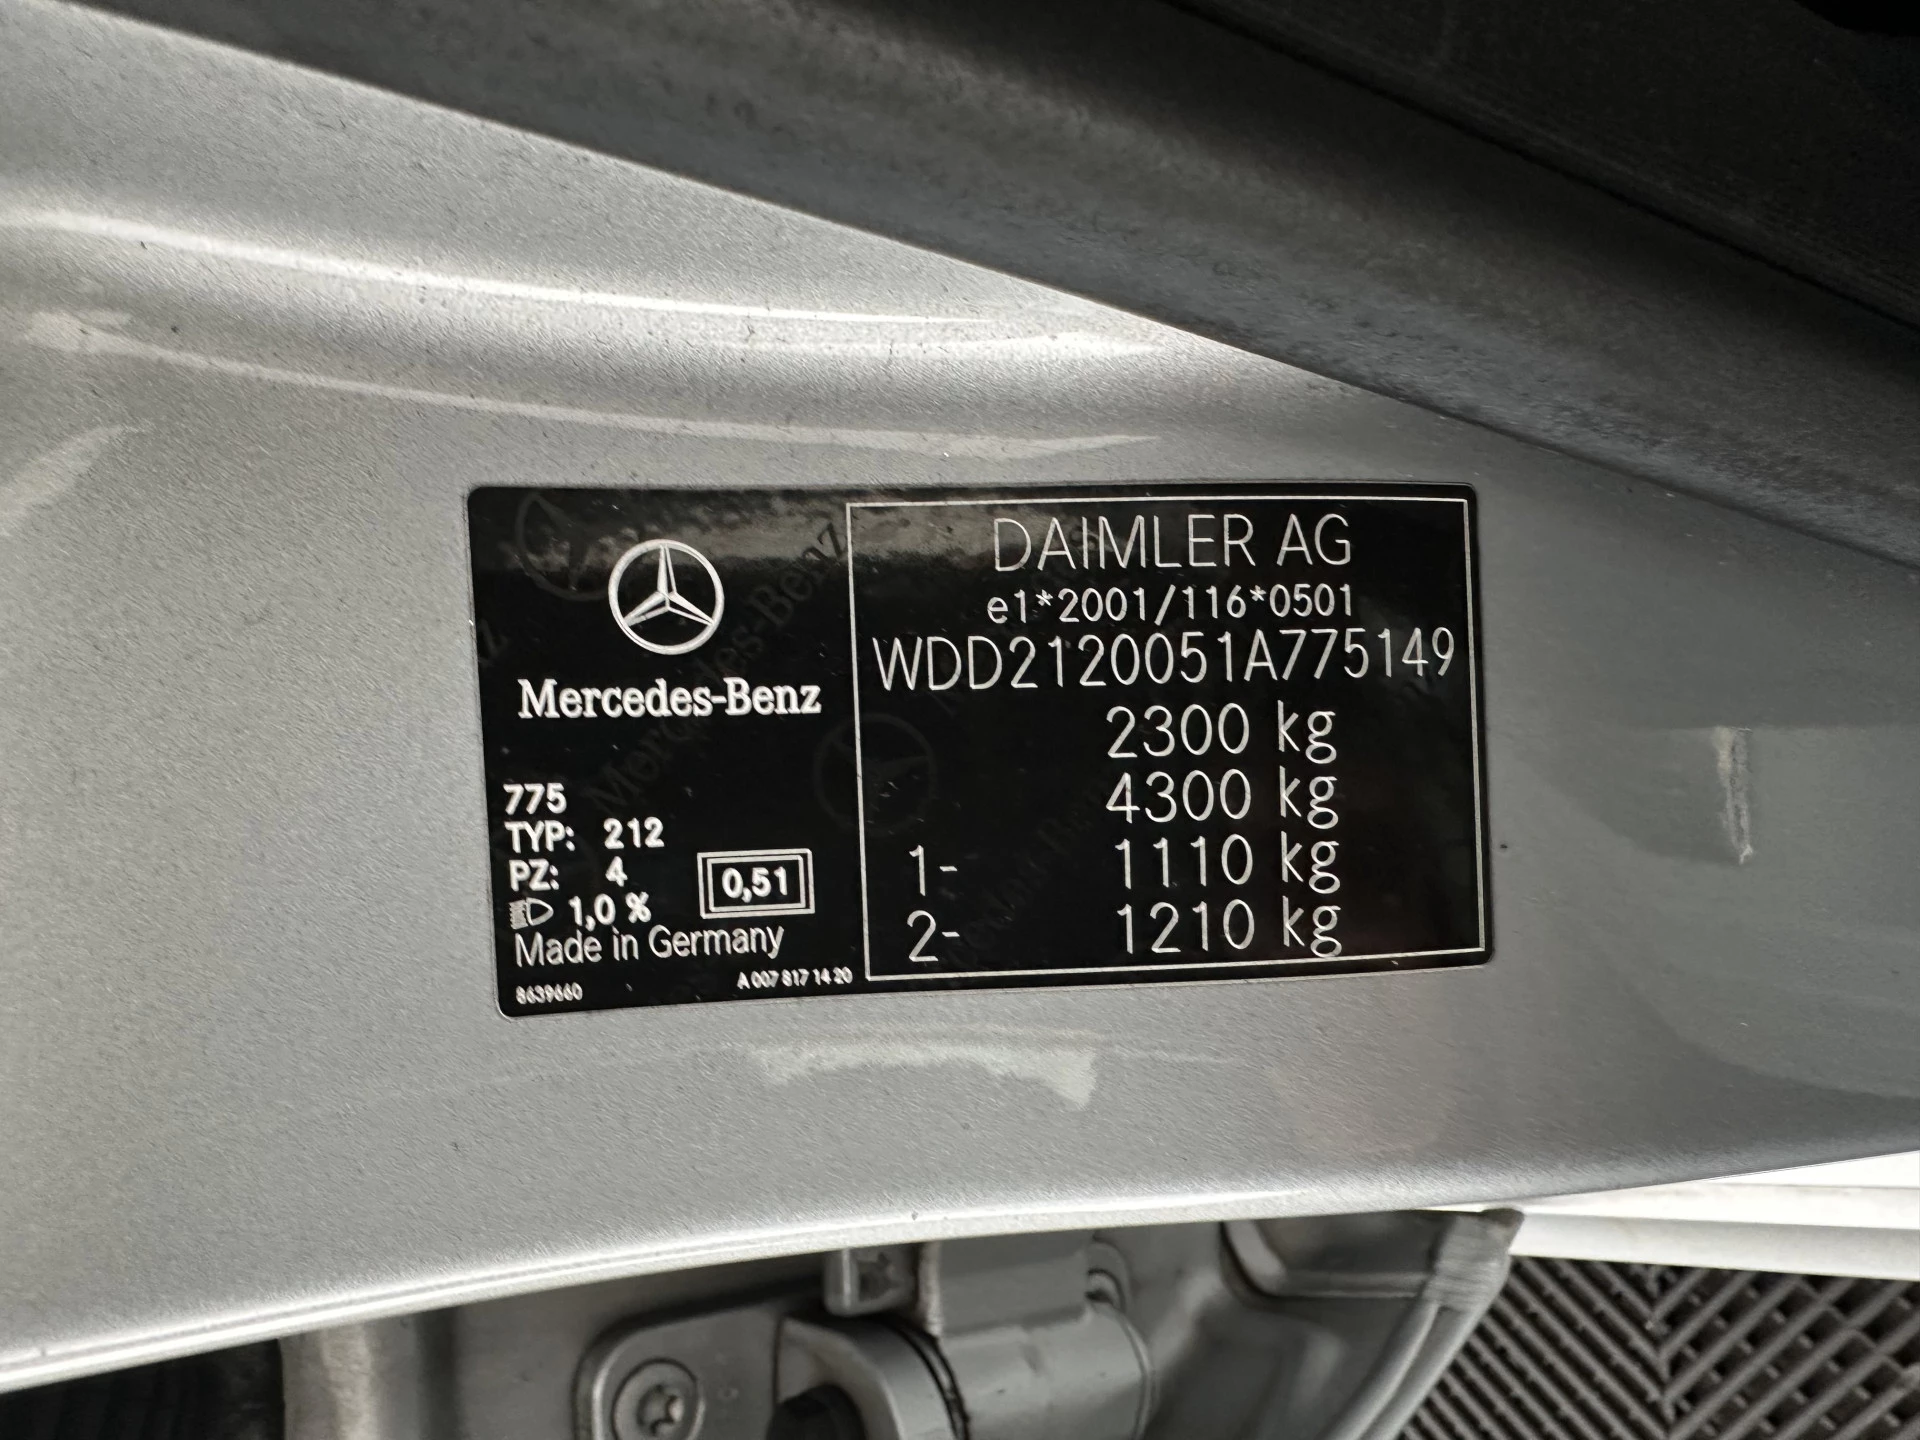 Mercedes-Benz
775
TYP: 212
PZ: 4
1,0 %
0,51
Made in Germany
8639660
A 007 817 14 20
DAIMLER AG
e1*2001/116*0501
WDD2120051A775149
2300 kg
4300 kg
1- 1110 kg
2- 1210 kg